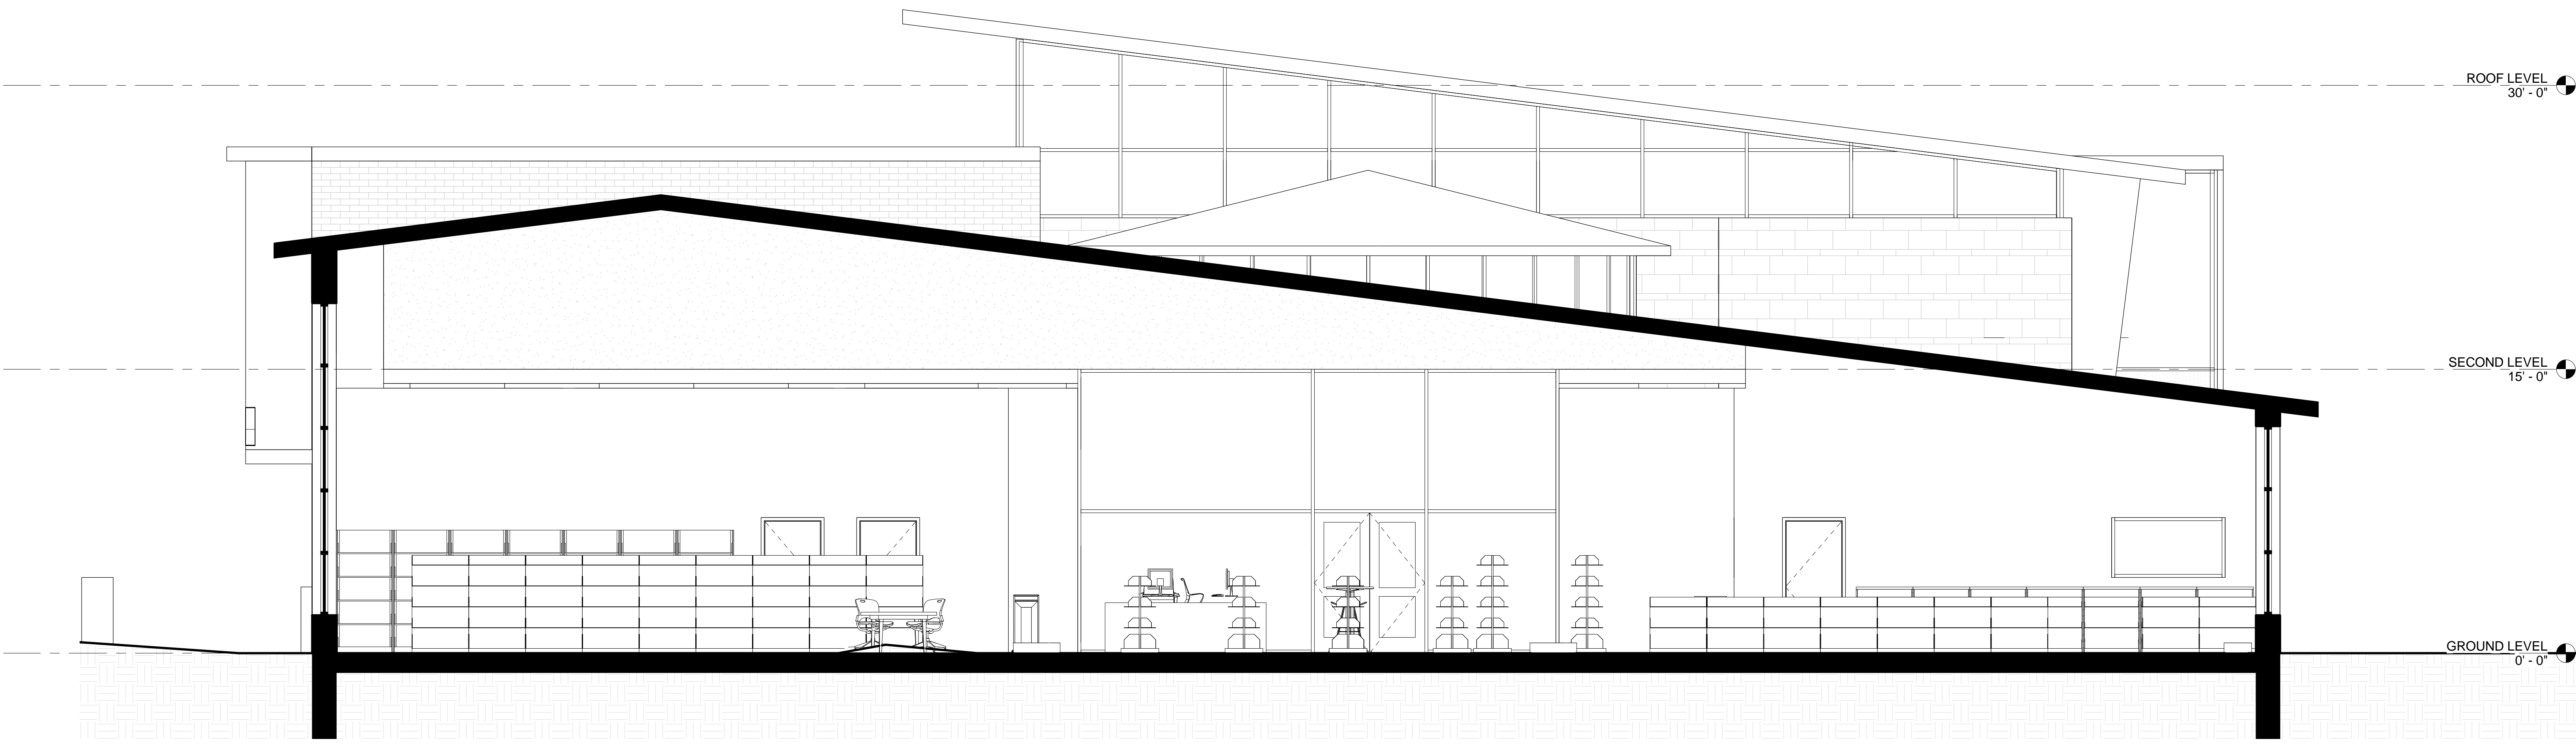 ROOF LEVEL
30' - 0"
SECOND LEVEL
15' - 0"
GROUND LEVEL
0' - 0"